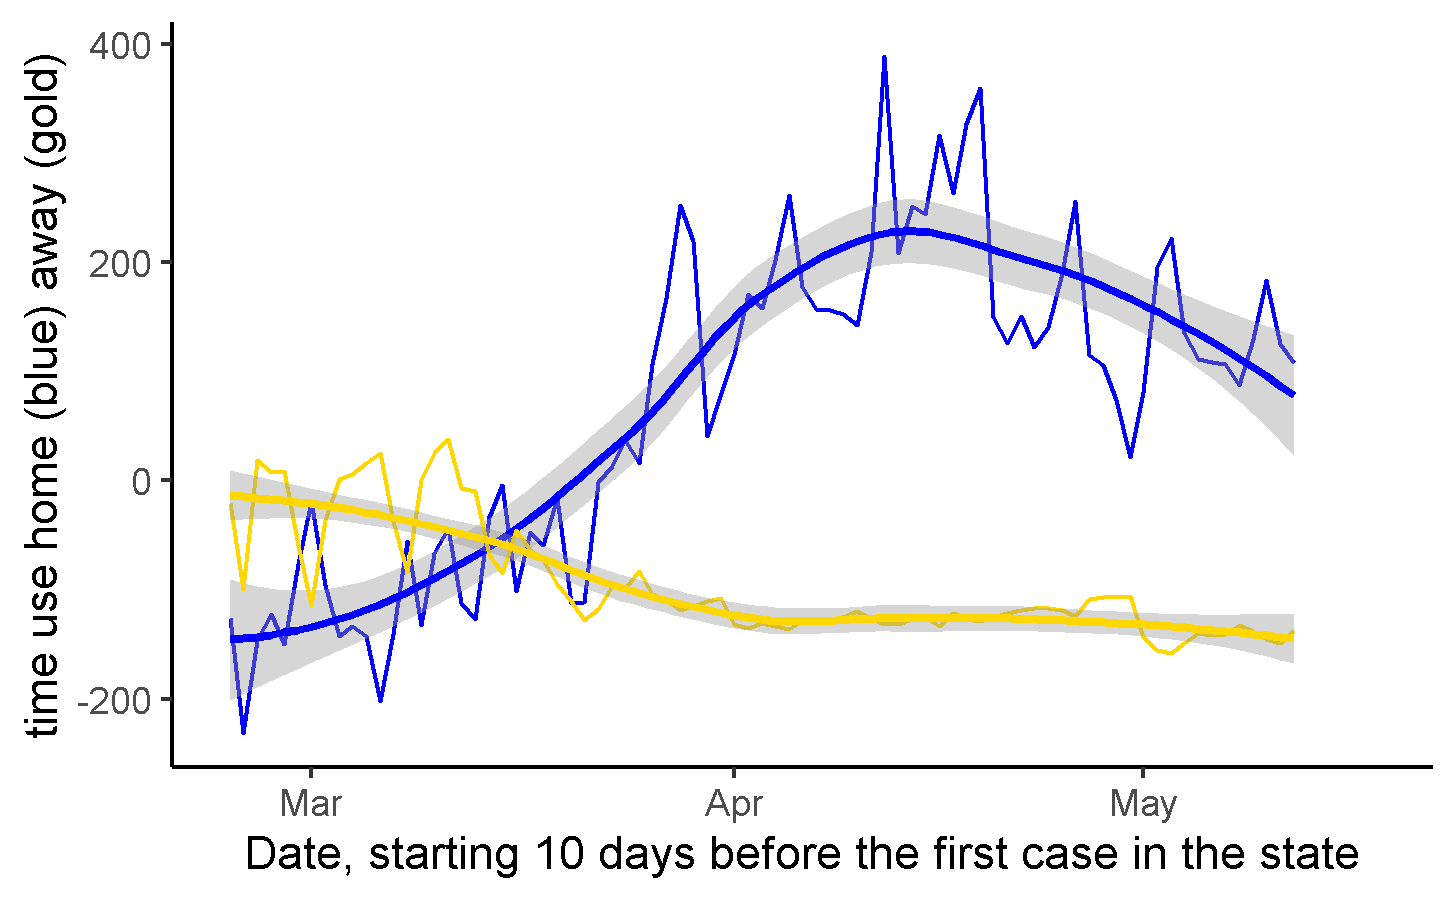 time use home (blue) away (gold)
400
200
0
-200
Mar
Apr
May
Date, starting 10 days before the first case in the state